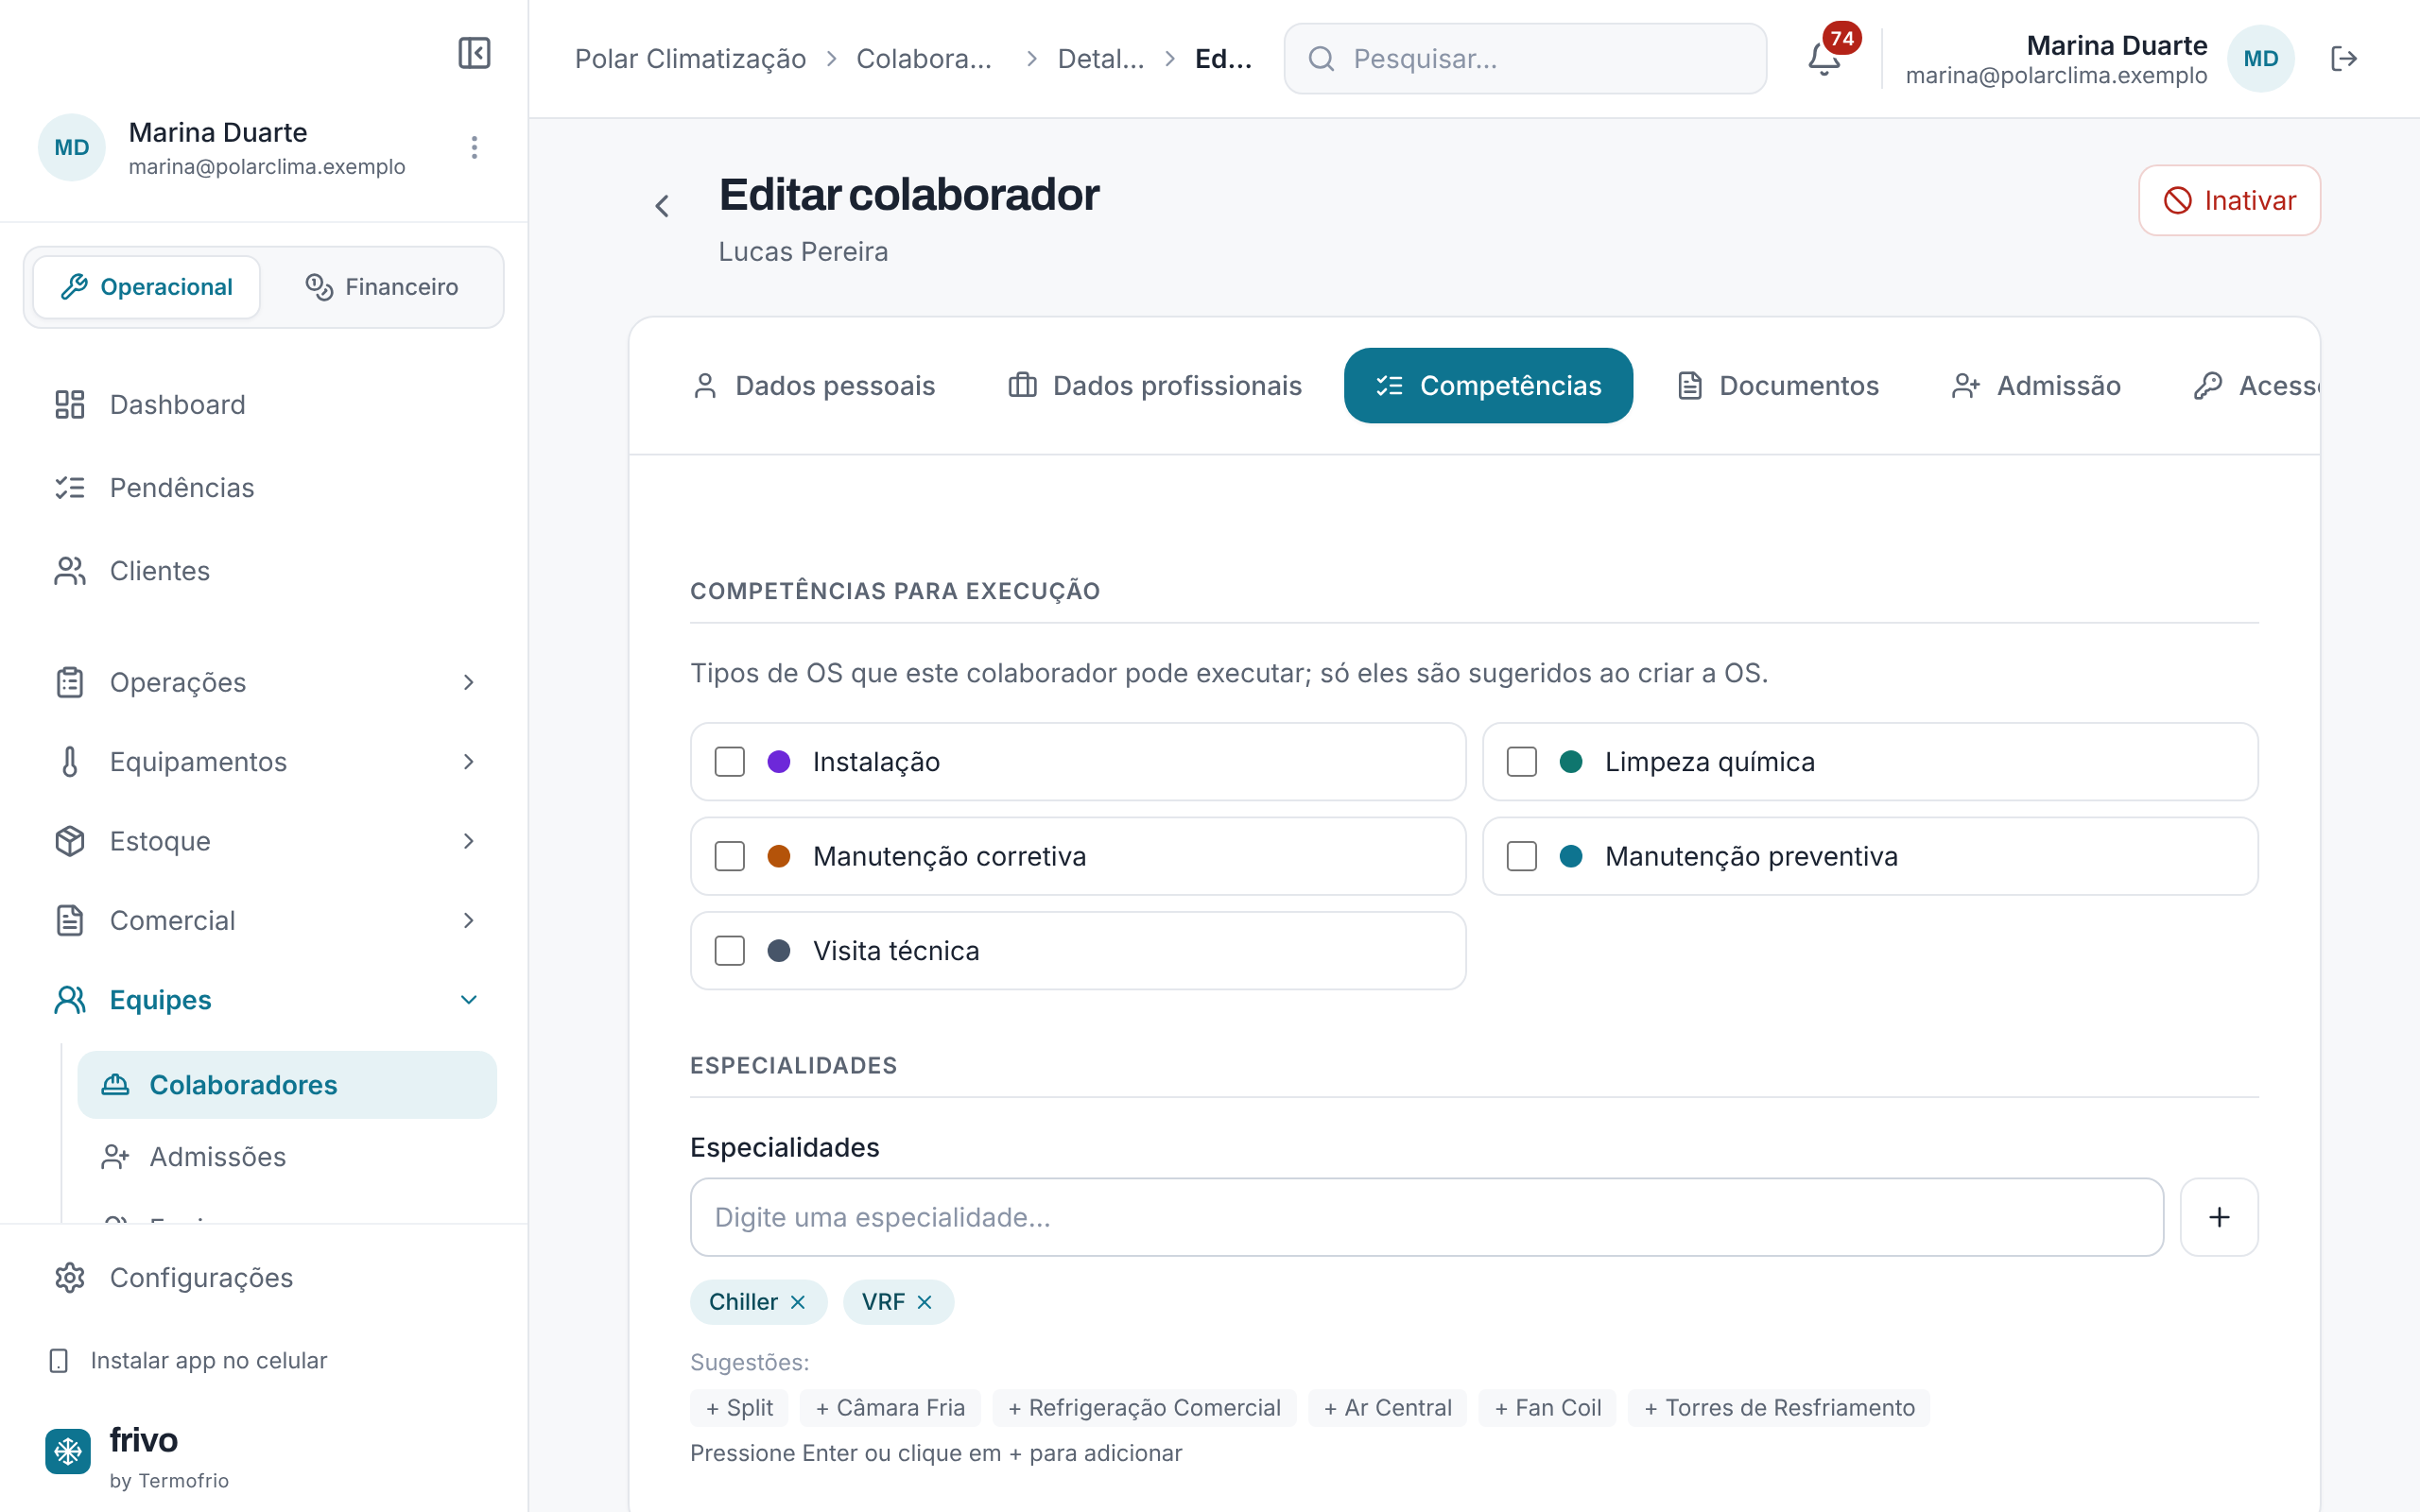 Polar Climatização > Colabora... > Detal... > Ed...
Pesquisar...
74
Marina Duarte
marina@polarclima.exemplo
MD
MD
Marina Duarte
marina@polarclima.exemplo
Operacional
Financeiro
Dashboard
Pendências
Clientes
Operações
Equipamentos
Estoque
Comercial
Equipes
Colaboradores
Admissões
Configurações
Instalar app no celular
frivo
by Termofrio
Editar colaborador
Lucas Pereira
Inativar
Dados pessoais
Dados profissionais
Competências
Documentos
Admissão
COMPETÊNCIAS PARA EXECUÇÃO
Tipos de OS que este colaborador pode executar; só eles são sugeridos ao criar a OS.
Instalação
Limpeza química
Manutenção corretiva
Manutenção preventiva
Visita técnica
ESPECIALIDADES
Especialidades
Digite uma especialidade...
+
Chiller ×
VRF ×
Sugestões:
+ Split + Câmara Fria + Refrigeração Comercial + Ar Central + Fan Coil + Torres de Resfriamento
Pressione Enter ou clique em + para adicionar